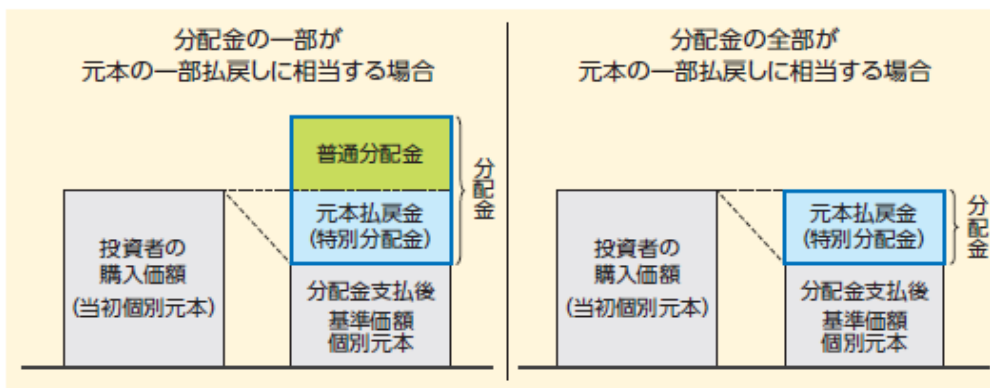 分配金の一部が
元本の一部払戻しに相当する場合
普通分配金
元本払戻金
(特別分配金)
分配金
投資者の
購入価額
(当初個別元本)
分配金支払後
基準価額
個別元本
分配金の全部が
元本の一部払戻しに相当する場合
元本払戻金
(特別分配金)
分配金
投資者の
購入価額
(当初個別元本)
分配金支払後
基準価額
個別元本